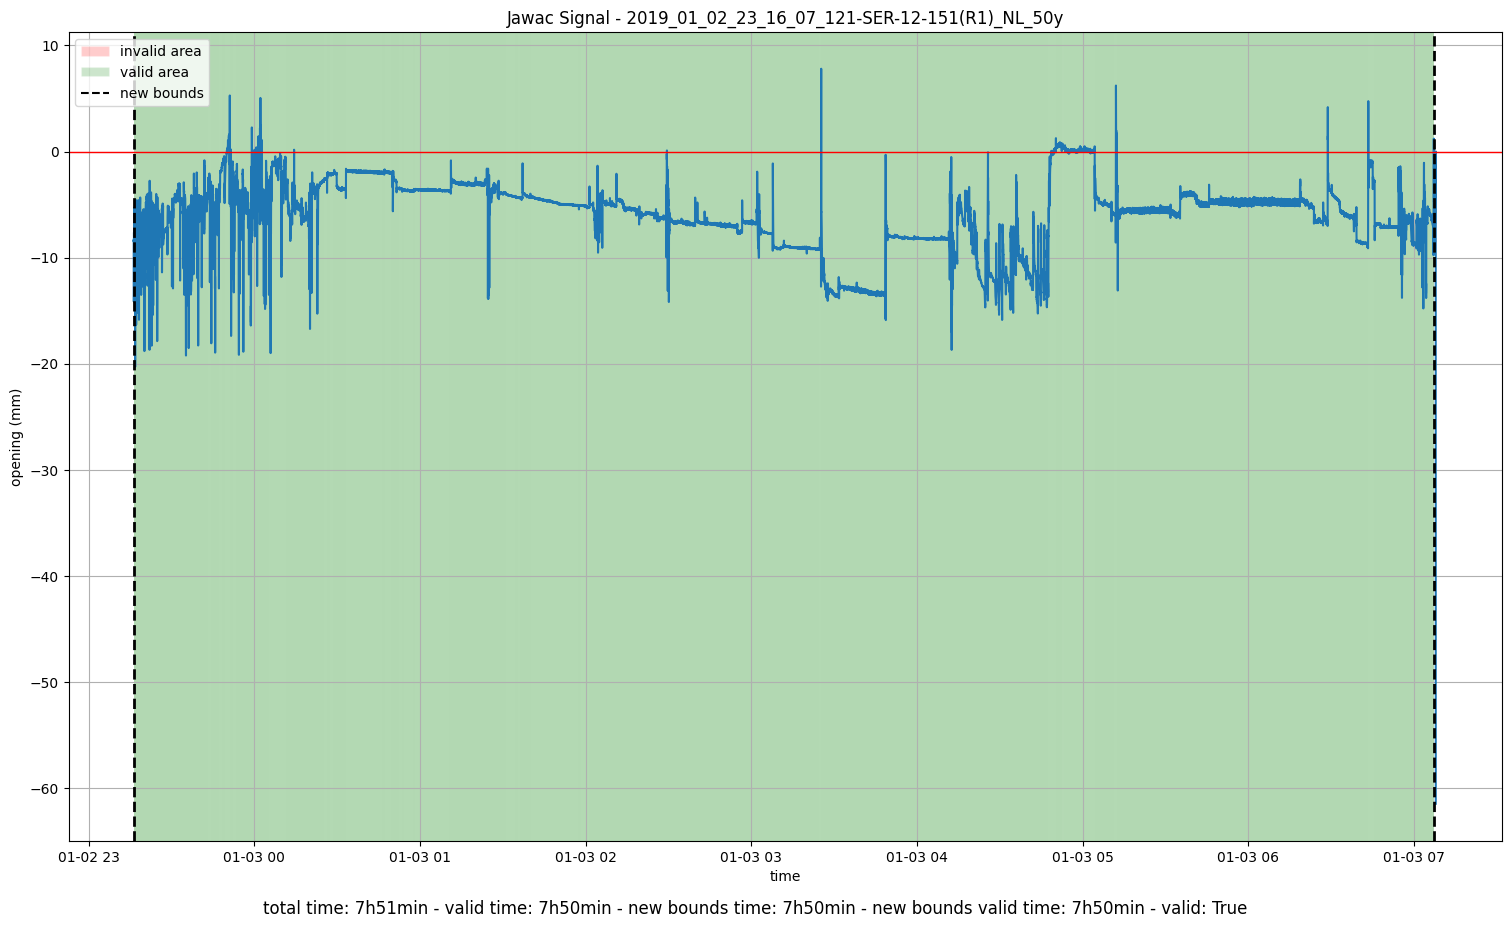 Jawac Signal - 2019_01_02_23_16_07_121-SER-12-151(R1)_NL_50y
invalid area
valid area
new bounds
10
0
−10
−20
−30
−40
−50
−60
opening (mm)
01-02 23
01-03 00
01-03 01
01-03 02
01-03 03
01-03 04
01-03 05
01-03 06
01-03 07
time
total time: 7h51min - valid time: 7h50min - new bounds time: 7h50min - new bounds valid time: 7h50min - valid: True